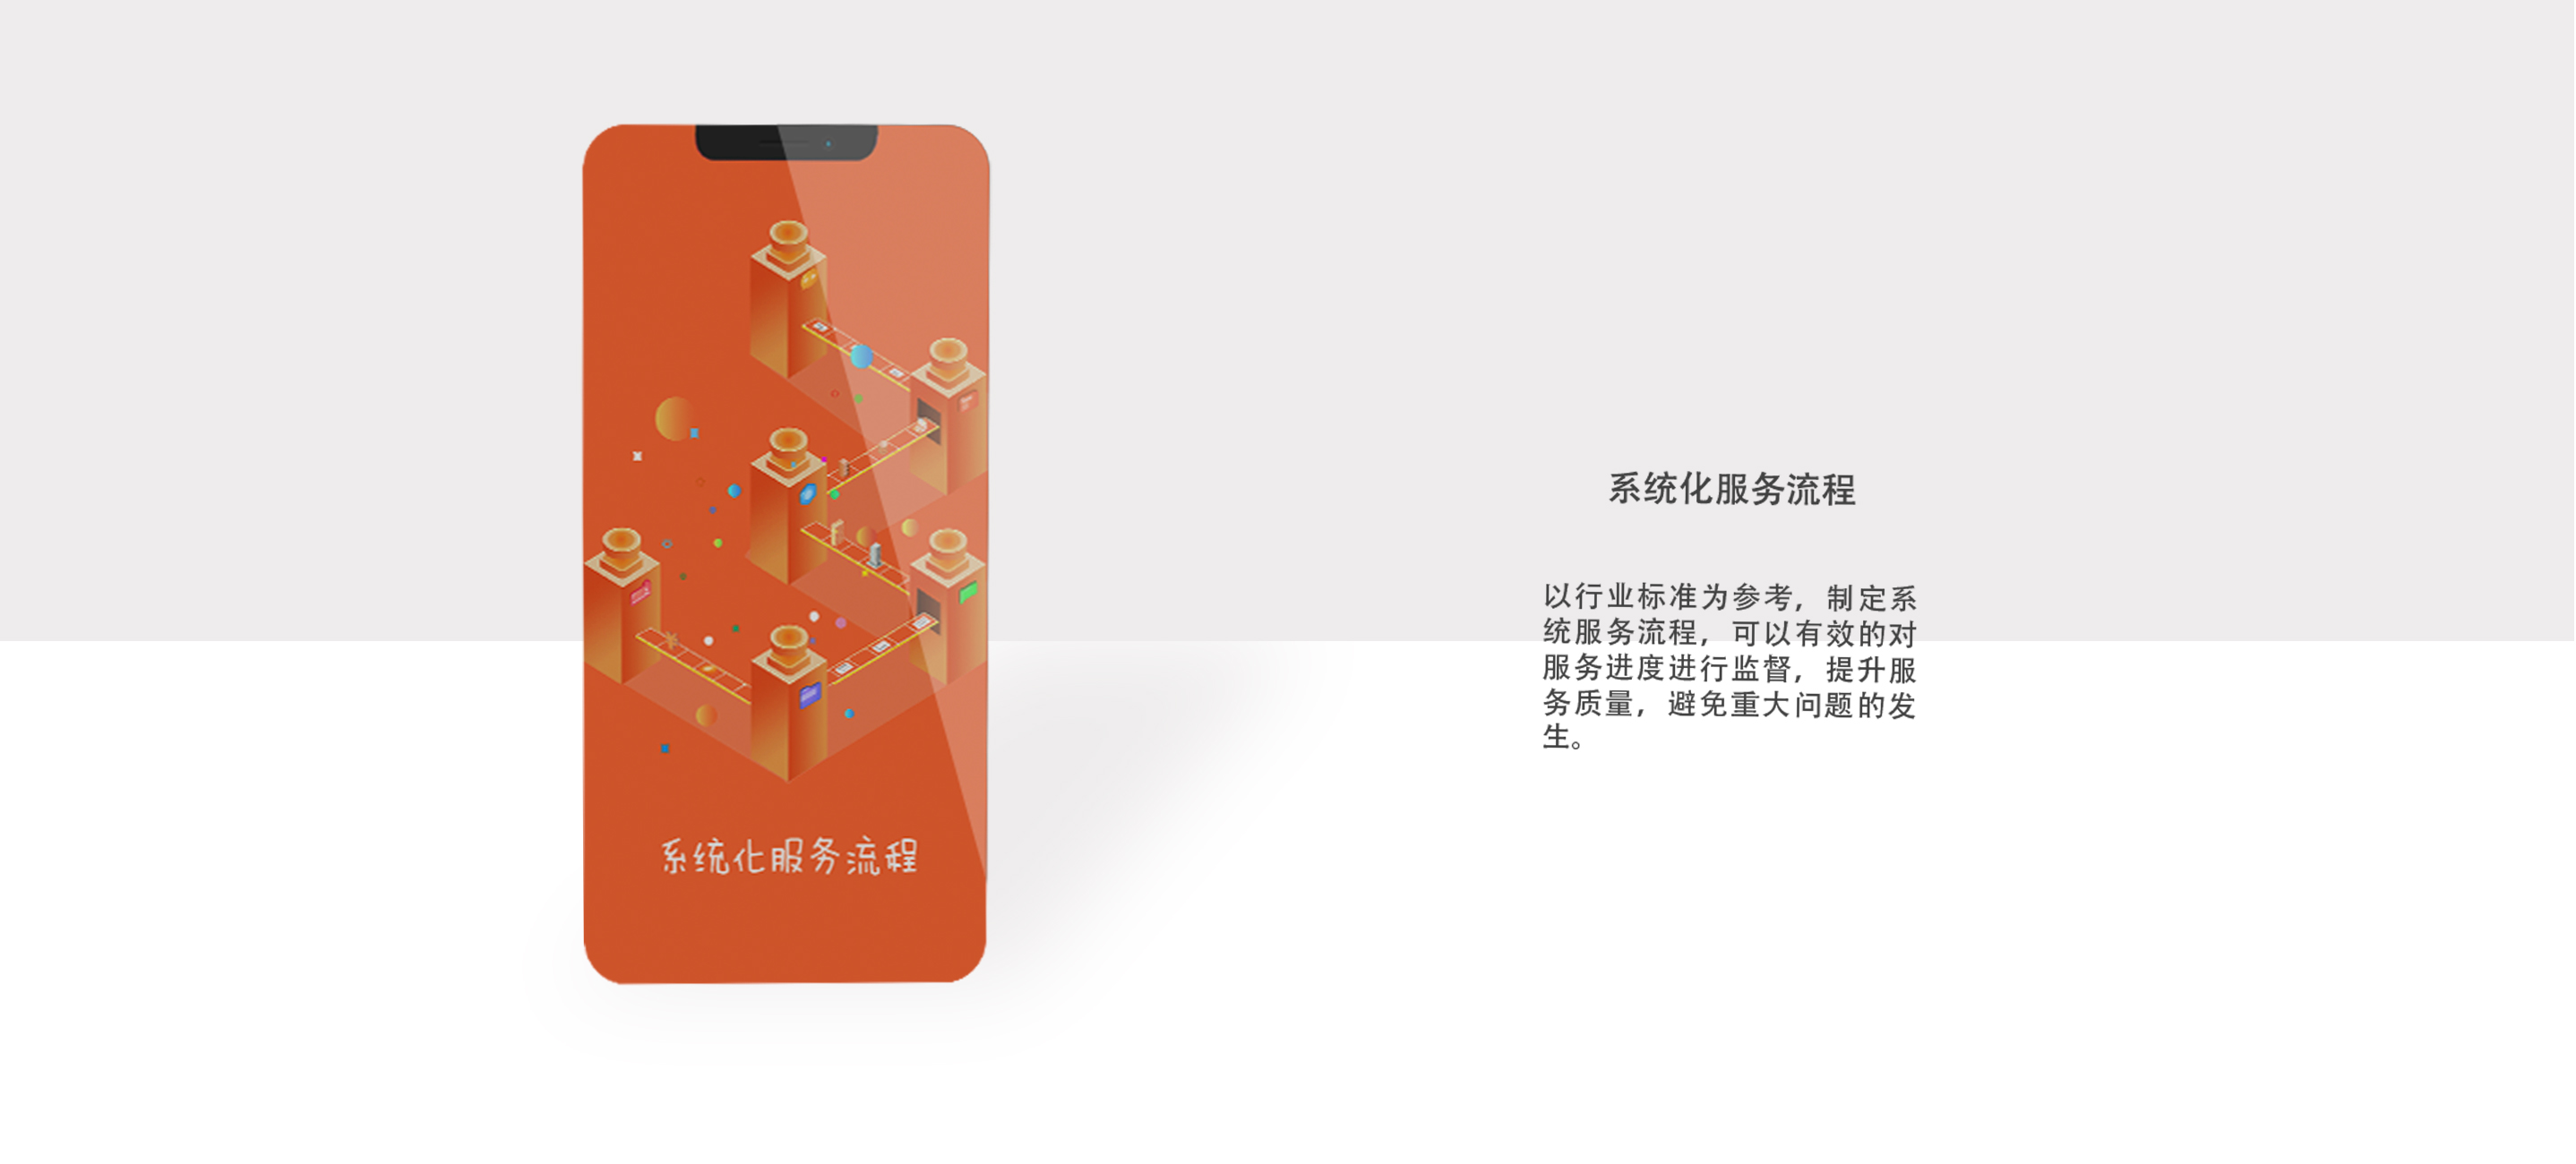 系统化服务流程
系统化服务流程
以行业标准为参考，制定系
统服务流程，可以有效的对
服务进度进行监督，提升服
务质量，避免重大问题的发
生。